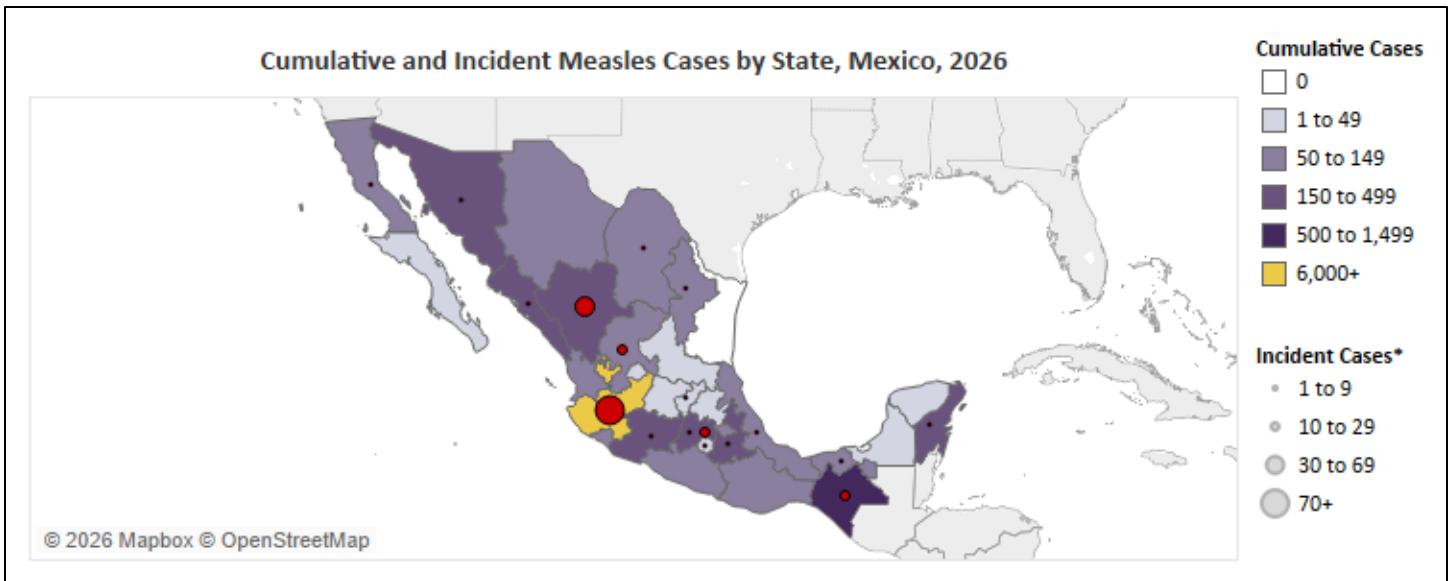 Cumulative and Incident Measles Cases by State, Mexico, 2026
Cumulative Cases
0
1 to 49
50 to 149
150 to 499
500 to 1,499
6,000+
Incident Cases*
1 to 9
10 to 29
30 to 69
70+
© 2026 Mapbox © OpenStreetMap